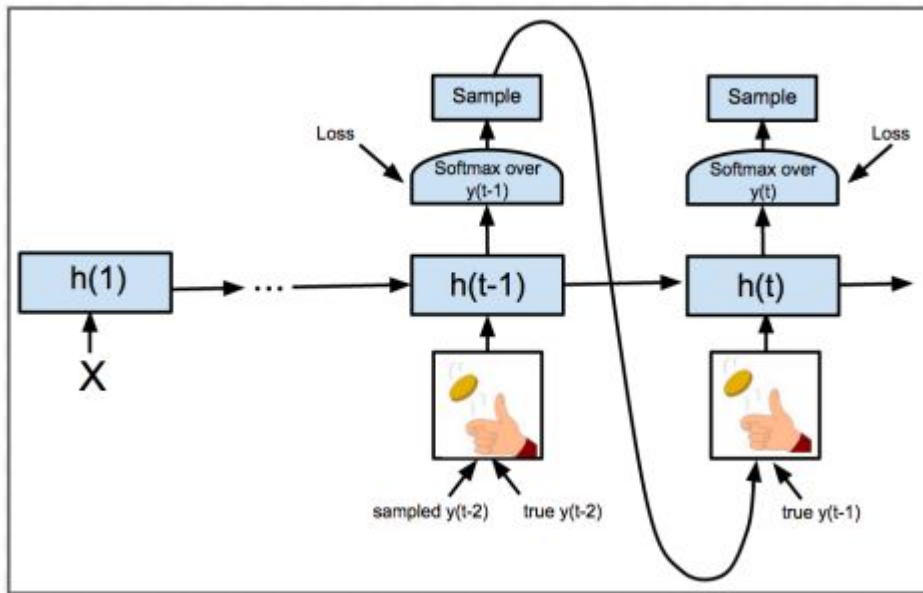 Sample
Sample
Loss
Loss
Softmax over
y(t-1)
Softmax over
y(t)
h(1)
...
h(t-1)
h(t)
X
sampled y(t-2)
true y(t-2)
true y(t-1)